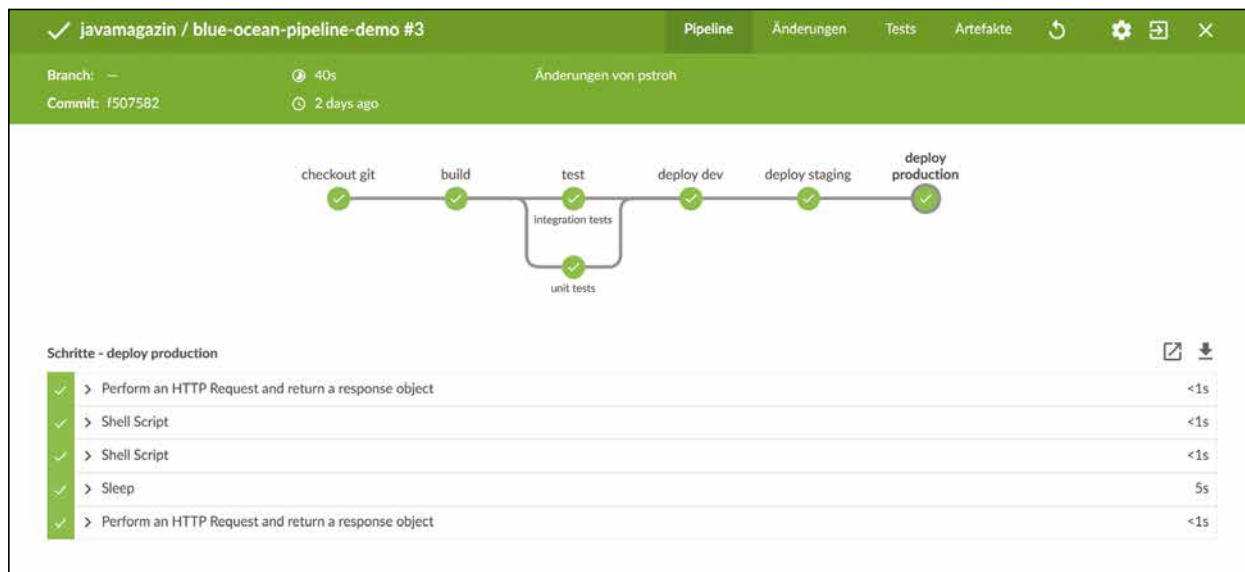 javamagazin / blue-ocean-pipeline-demo #3
Pipeline Änderungen Tests Artefakte
Branch: — 40s Änderungen von pstroh
Commit: f507582 2 days ago
checkout git build test deploy dev deploy staging deploy production
integration tests
unit tests
Schritte - deploy production
Perform an HTTP Request and return a response object <1s
Shell Script <1s
Shell Script <1s
Sleep 5s
Perform an HTTP Request and return a response object <1s